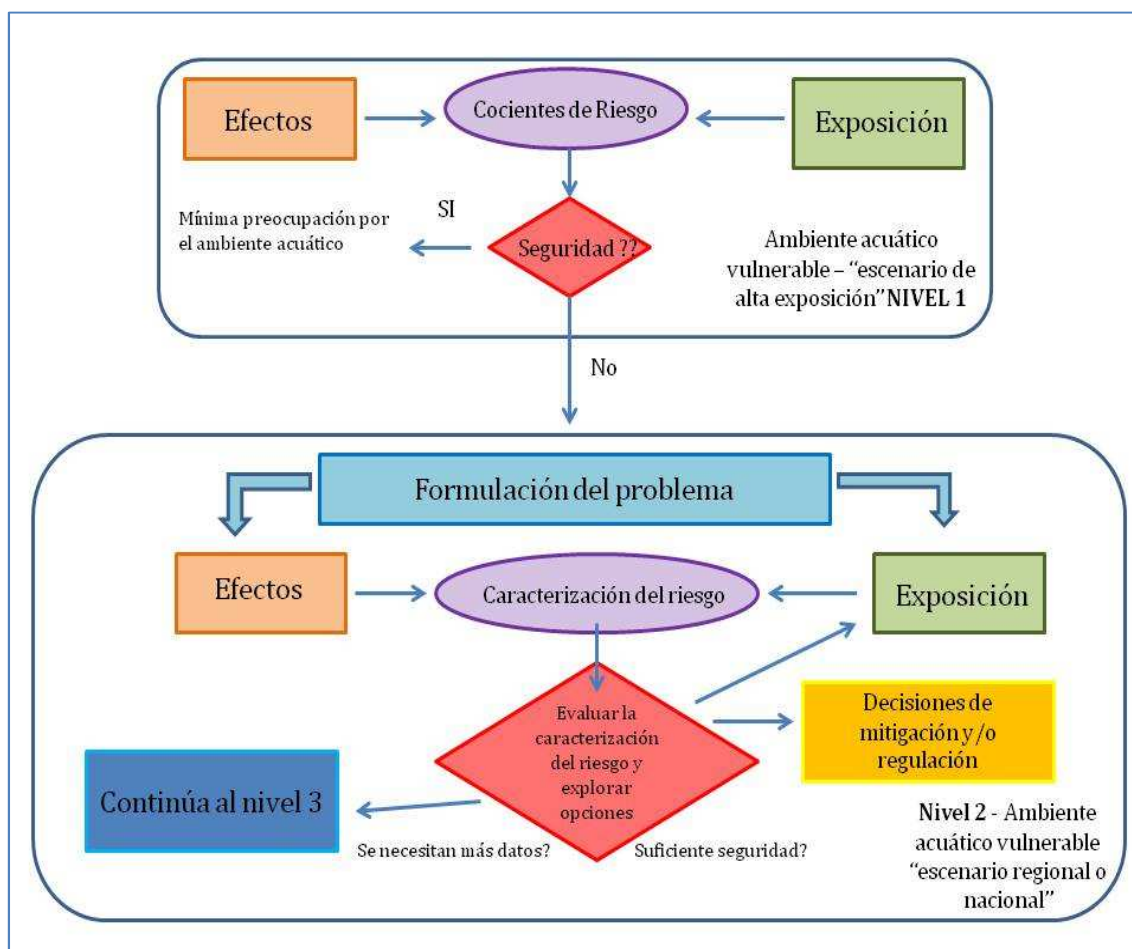 Efectos
Cocientes de Riesgo
Exposición
SI
Mínima preocupación por
el ambiente acuático
Seguridad ??
Ambiente acuático
vulnerable – “escenario de
alta exposición”NIVEL 1
No
Formulación del problema
Efectos
Caracterización del riesgo
Exposición
Evaluar la
caracterización
del riesgo y
explorar
opciones
Decisiones de
mitigación y /o
regulación
Continúa al nivel 3
Se necesitan más datos?
Suficiente seguridad?
Nivel 2 - Ambiente
acuático vulnerable
“escenario regional o
nacional”